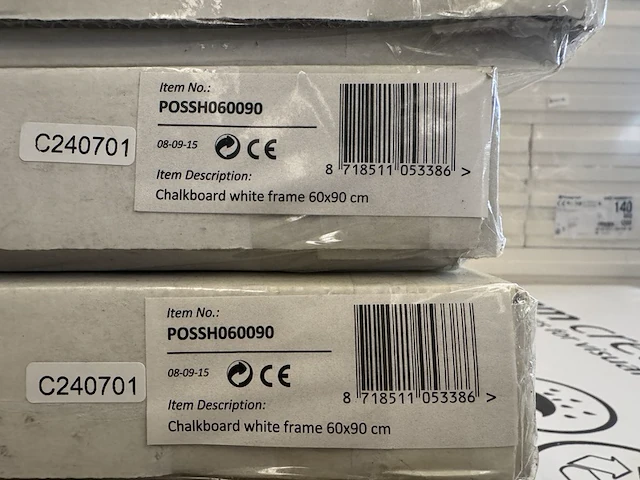 Item No.:
POSSH060090
C240701
08-09-15
CE
8 718511 053386 >
Item Description:
Chalkboard white frame 60x90 cm
140
Item No.:
POSSH060090
C240701
08-09-15
CE
8 718511 053386 >
Item Description:
Chalkboard white frame 60x90 cm